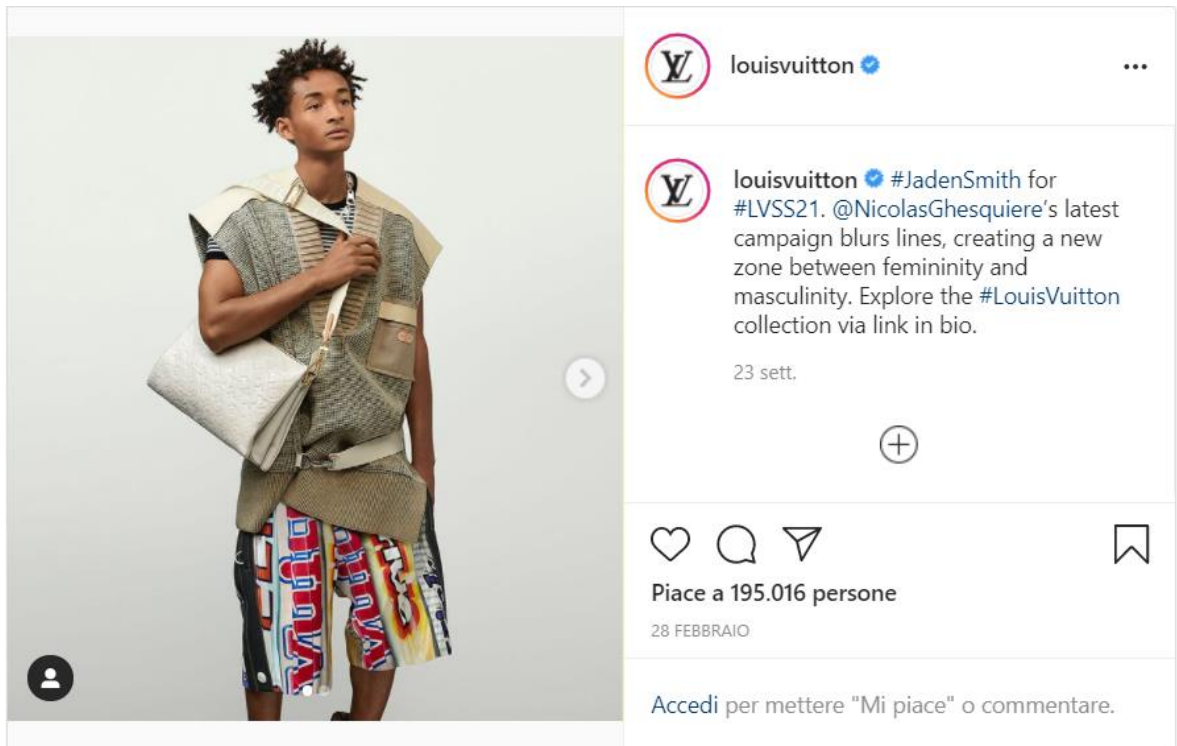 louisvuitton
louisvuitton #JadenSmith for
#LVSS21. @NicolasGhesquiere's latest
campaign blurs lines, creating a new
zone between femininity and
masculinity. Explore the #LouisVuitton
collection via link in bio.
23 sett.
Piace a 195.016 persone
28 FEBBRAIO
Accedi per mettere "Mi piace" o commentare.